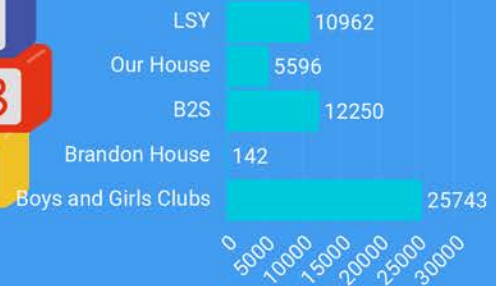 LSY 10962
Our House 5596
B2S 12250
Brandon House 142
Boys and Girls Clubs 25743
0 5000 10000 15000 20000 25000 30000